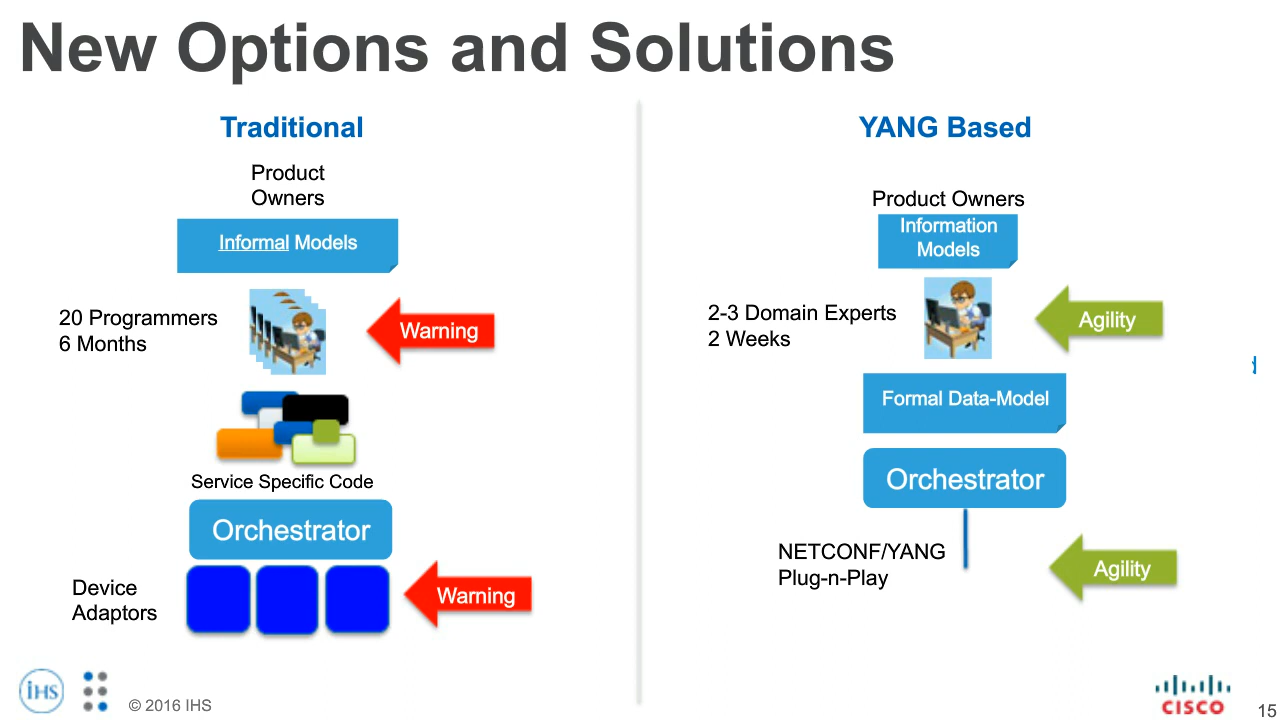 New Options and Solutions
Traditional
Product
Owners
Informal Models
20 Programmers
6 Months
Warning
Service Specific Code
Orchestrator
Device
Adaptors
Warning
YANG Based
Product Owners
Information
Models
2-3 Domain Experts
2 Weeks
Agility
Formal Data-Model
Orchestrator
NETCONF/YANG
Plug-n-Play
Agility
iHS
© 2016 IHS
CISCO
15